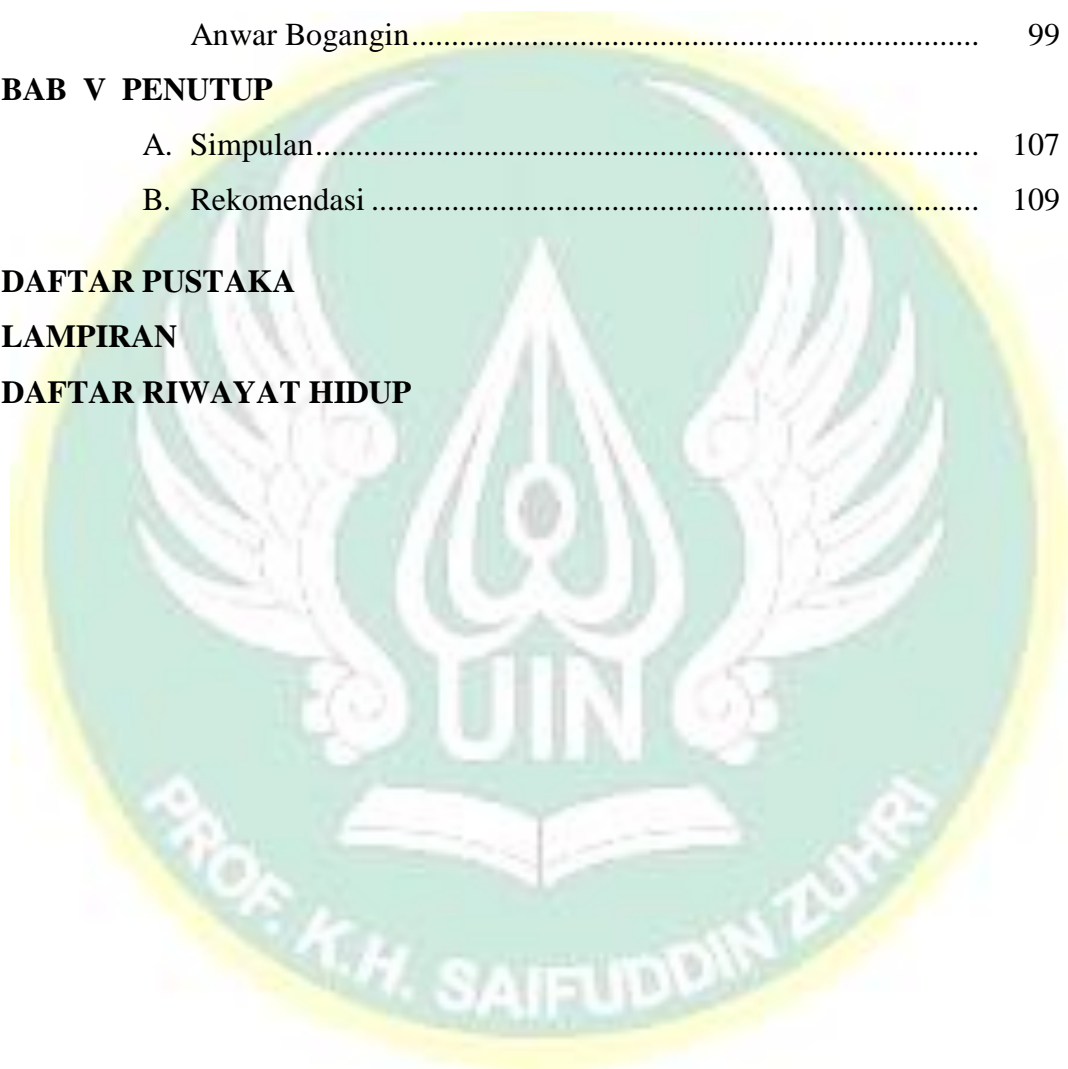 Anwar Bogangin...................................................................... 99
BAB V PENUTUP
A. Simpulan................................................................................... 107
B. Rekomendasi ............................................................................ 109
DAFTAR PUSTAKA
LAMPIRAN
DAFTAR RIWAYAT HIDUP
UIN
PROF. K.H. SAIFUDDIN ZUHRI